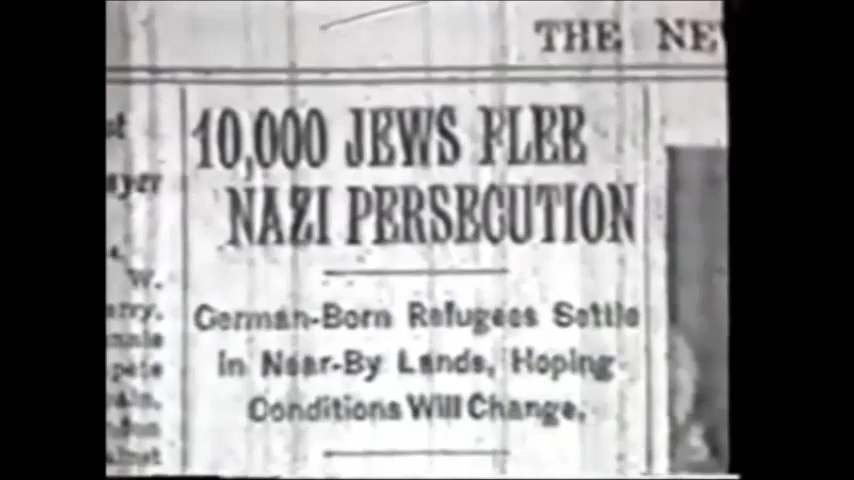 THE NE
10,000 JEWS FLEE
NAZI PERSECUTION
German-Born Refugees Settle
in Near-By Lands, Hoping
Conditions Will Change.
W.